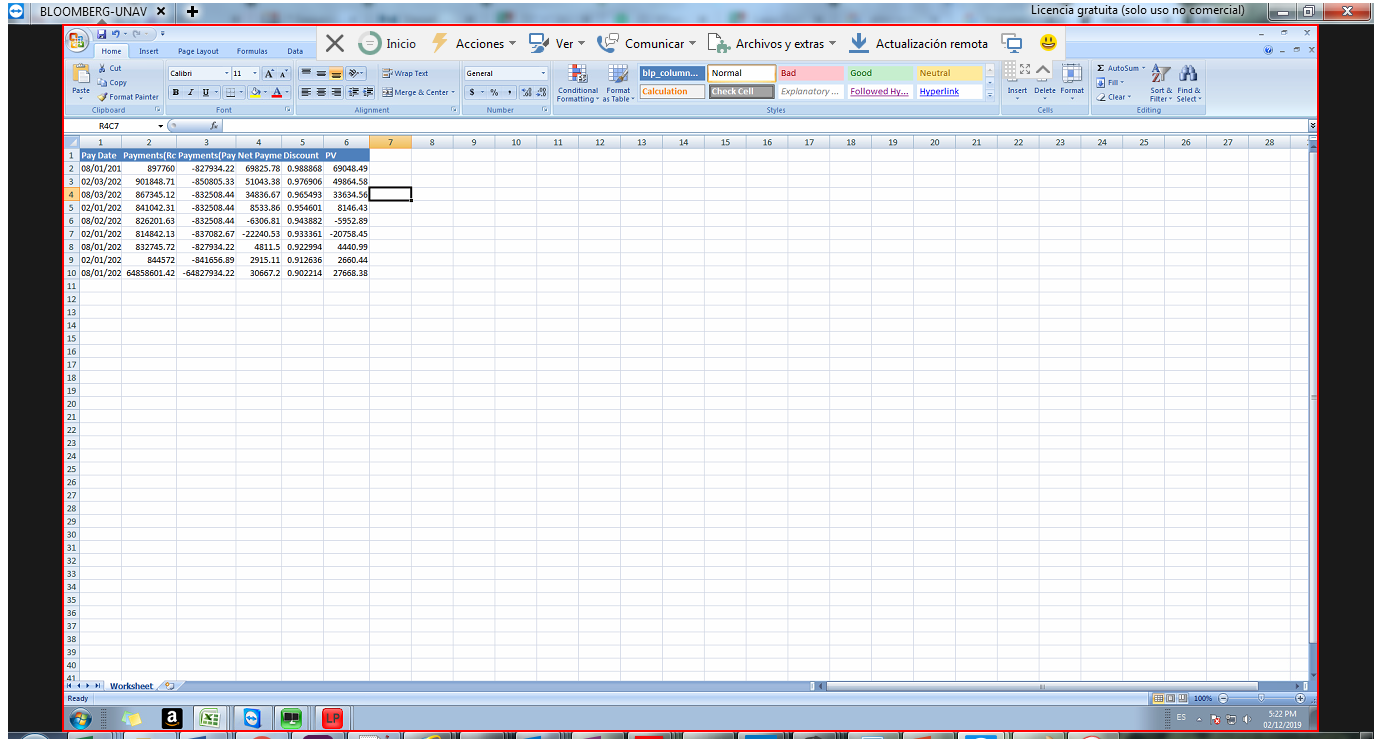 BLOOMBERG-UNAV
Licencia gratuita (solo uso no comercial)
Home Insert Page Layout Formulas Data
Inicio Acciones Ver Comunicar Archivos y extras Actualización remota
Paste Cut Copy Format Painter Clipboard
Calibri 11 B I U A Font
Wrap Text Merge & Center Alignment
General $ % , Number
Conditional Formatting Format as Table
blp_column... Normal Bad Good Neutral
Calculation Check Cell Explanatory ... Followed Hy... Hyperlink
Styles
Insert Delete Format Cells
Σ AutoSum Fill Clear Sort & Filter Find & Select Editing
R4C7 fx
1 2 3 4 5 6 7 8 9 10 11 12 13 14 15 16 17 18 19 20 21 22 23 24 25 26 27 28
1 Pay Date Payments(Rc Payments(Pay Net Payme Discount PV
2 08/01/201 897760 -827934.22 69825.78 0.988868 69048.49
3 02/03/202 901848.71 -850805.33 51043.38 0.976906 49864.58
4 08/03/202 867345.12 -832508.44 34836.67 0.965493 33634.56
5 02/01/202 841042.31 -832508.44 8533.86 0.954601 8146.43
6 08/02/202 826201.63 -832508.44 -6306.81 0.943882 -5952.89
7 02/01/202 814842.13 -837082.67 -22240.53 0.933361 -20758.45
8 08/01/202 832745.72 -827934.22 4811.5 0.922994 4440.99
9 02/01/202 844572 -841656.89 2915.11 0.912636 2660.44
10 08/01/202 64858601.42 -64827934.22 30667.2 0.902214 27668.38
11
12
13
14
15
16
17
18
19
20
21
22
23
24
25
26
27
28
29
30
31
32
33
34
35
36
37
38
39
40
41
Worksheet
Ready 100%
a LP ES 5:22 PM
02/12/2019